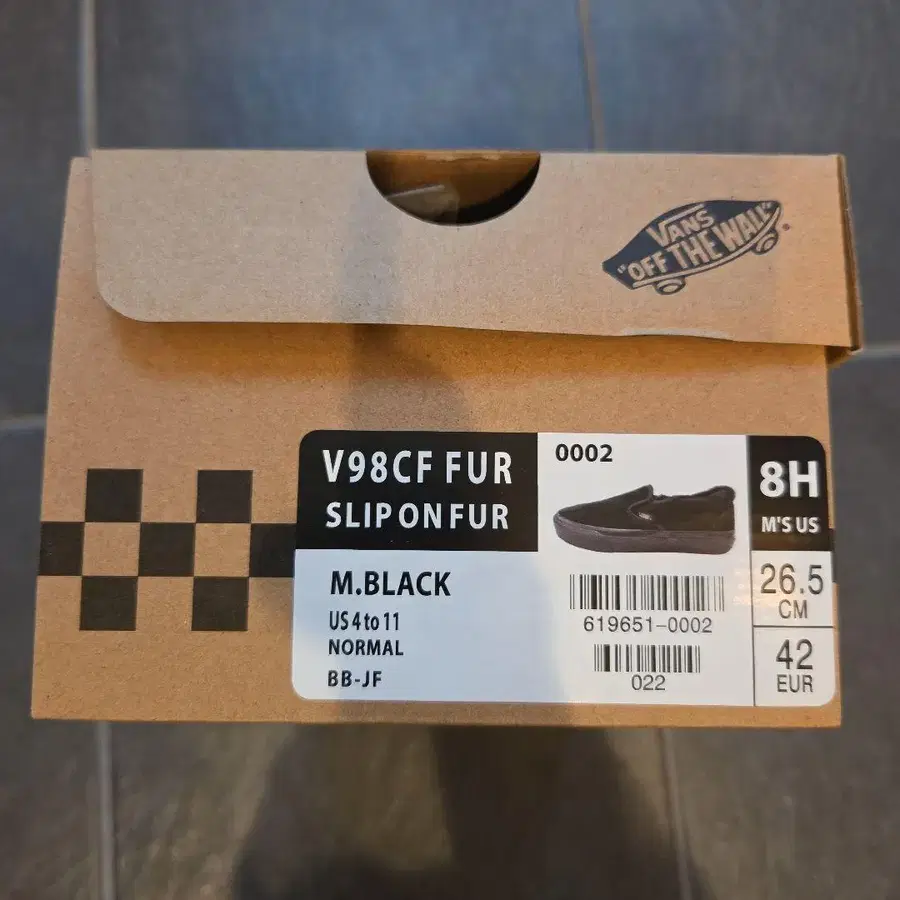 VANS
"OFF THE WALL"
V98CF FUR
SLIP ON FUR
0002
8H
M'S US
M.BLACK
US 4 to 11
NORMAL
BB-JF
619651-0002
022
26.5
CM
42
EUR